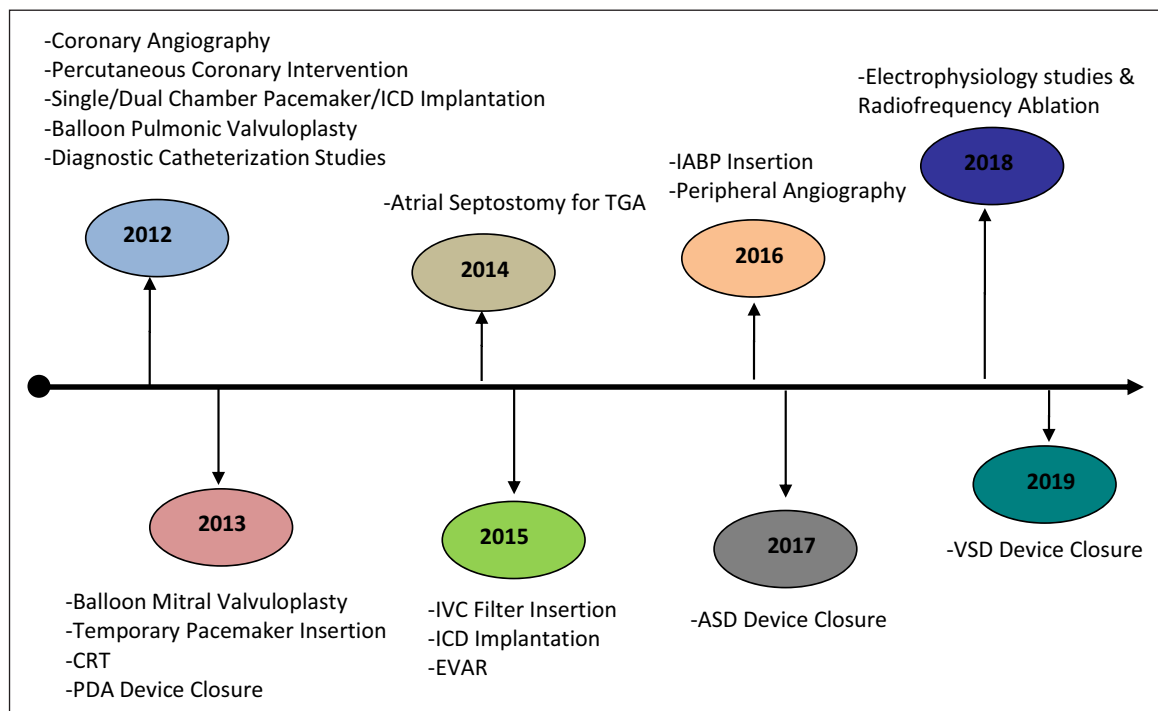 -Coronary Angiography
-Percutaneous Coronary Intervention
-Single/Dual Chamber Pacemaker/ICD Implantation
-Balloon Pulmonic Valvuloplasty
-Diagnostic Catheterization Studies
2012
-Atrial Septostomy for TGA
2014
-IABP Insertion
-Peripheral Angiography
2016
-Electrophysiology studies &
Radiofrequency Ablation
2018
2013
-Balloon Mitral Valvuloplasty
-Temporary Pacemaker Insertion
-CRT
-PDA Device Closure
2015
-IVC Filter Insertion
-ICD Implantation
-EVAR
2017
-ASD Device Closure
2019
-VSD Device Closure